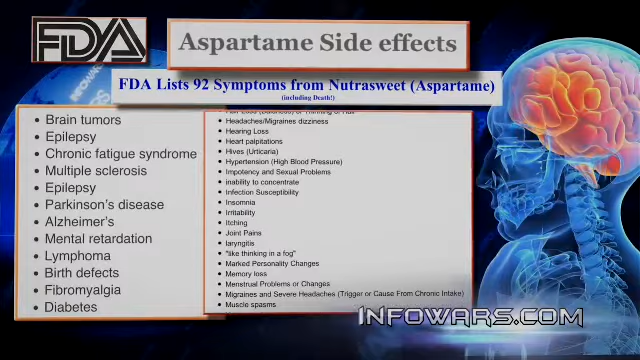 FDA
Aspartame Side effects
FDA Lists 92 Symptoms from Nutrasweet (Aspartame)
(including Death!)
• Brain tumors
• Epilepsy
• Chronic fatigue syndrome
• Multiple sclerosis
• Epilepsy
• Parkinson's disease
• Alzheimer's
• Mental retardation
• Lymphoma
• Birth defects
• Fibromyalgia
• Diabetes
• Headaches/Migraines dizziness
• Hearing Loss
• Heart palpitations
• Hives (Urticaria)
• Hypertension (High Blood Pressure)
• Impotency and Sexual Problems
• inability to concentrate
• Infection Susceptibility
• Insomnia
• Irritability
• Itching
• Joint Pains
• laryngitis
• "like thinking in a fog"
• Marked Personality Changes
• Memory loss
• Menstrual Problems or Changes
• Migraines and Severe Headaches (Trigger or Cause From Chronic Intake)
• Muscle spasms
INFOWARS.COM